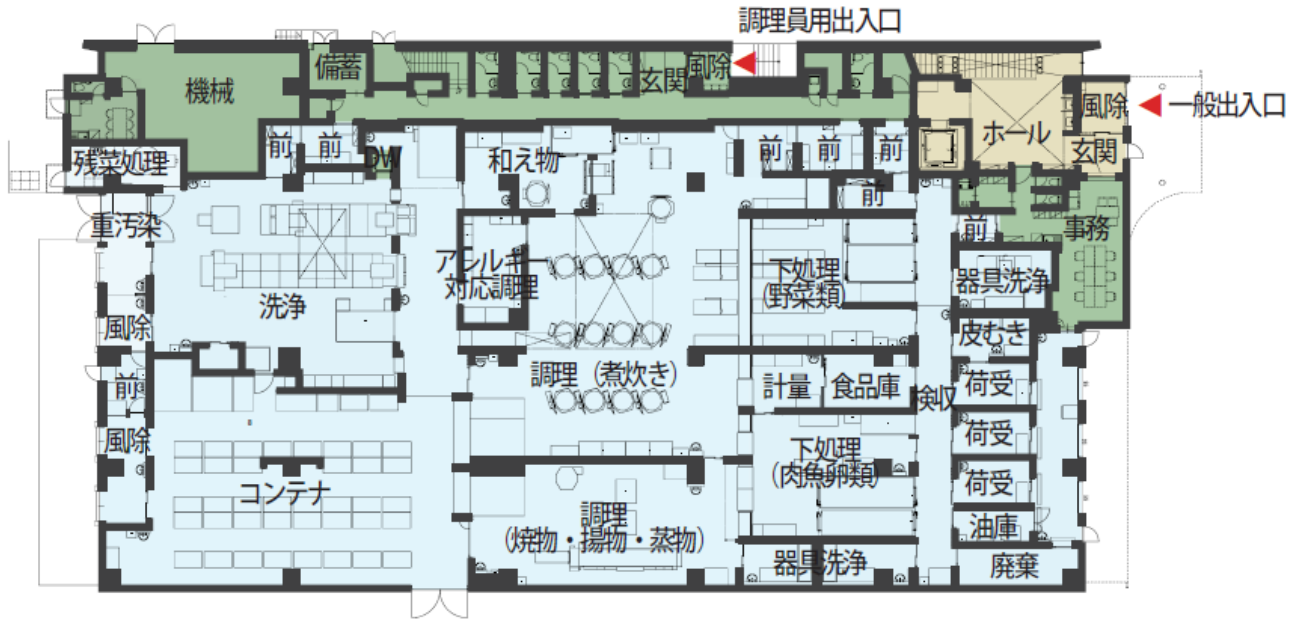 調理員用出入口
備蓄
風除
玄関
機械
風除
一般出入口
ホール
玄関
残菜処理
前
前
DW
和え物
前
前
前
前
重汚染
前
事務
アレルギー
対応調理
下処理
(野菜類)
器具洗浄
洗浄
風除
皮むき
調理(煮炊き)
計量
食品庫
検収
荷受
前
風除
荷受
下処理
(肉魚卵類)
コンテナ
荷受
調理
(焼物・揚物・蒸物)
油庫
器具洗浄
廃棄